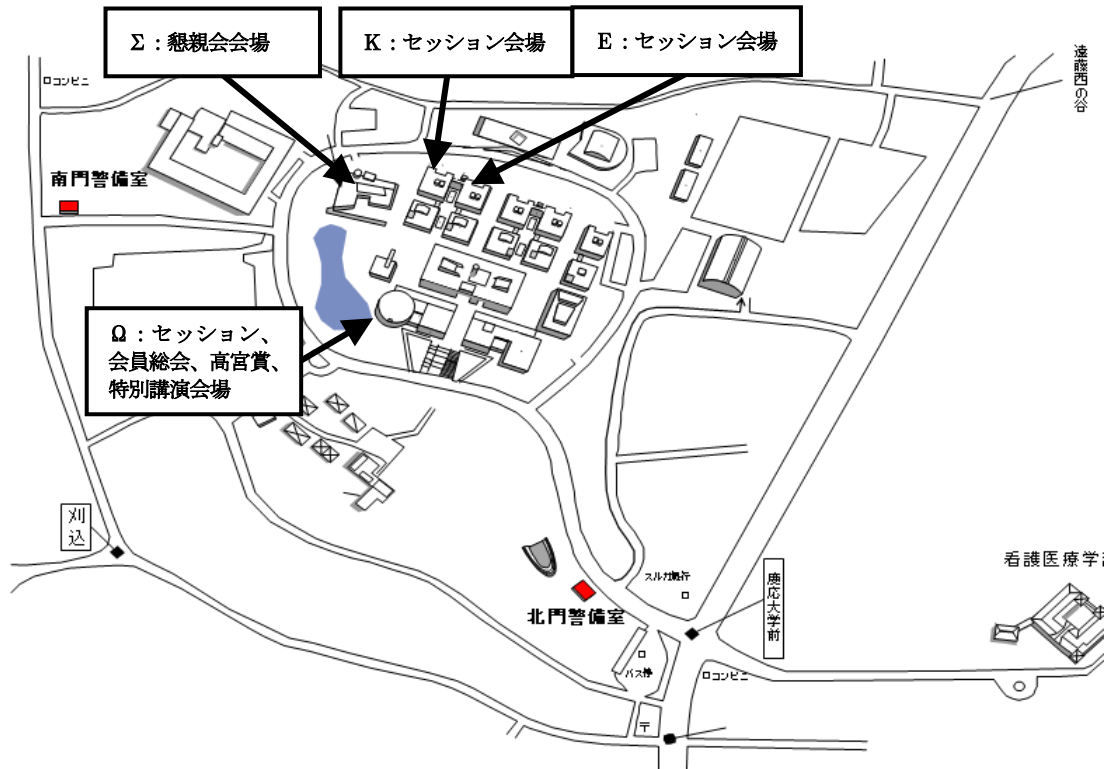 Σ：懇親会会場
K：セッション会場
E：セッション会場
遠藤西の谷
ロコンビニ
南門警備室
Ω：セッション、
会員総会、高宮賞、
特別講演会場
刈込
看護医療学部
スルガ銀行
慶応大学前
北門警備室
バス停
ロコンビニ
〒